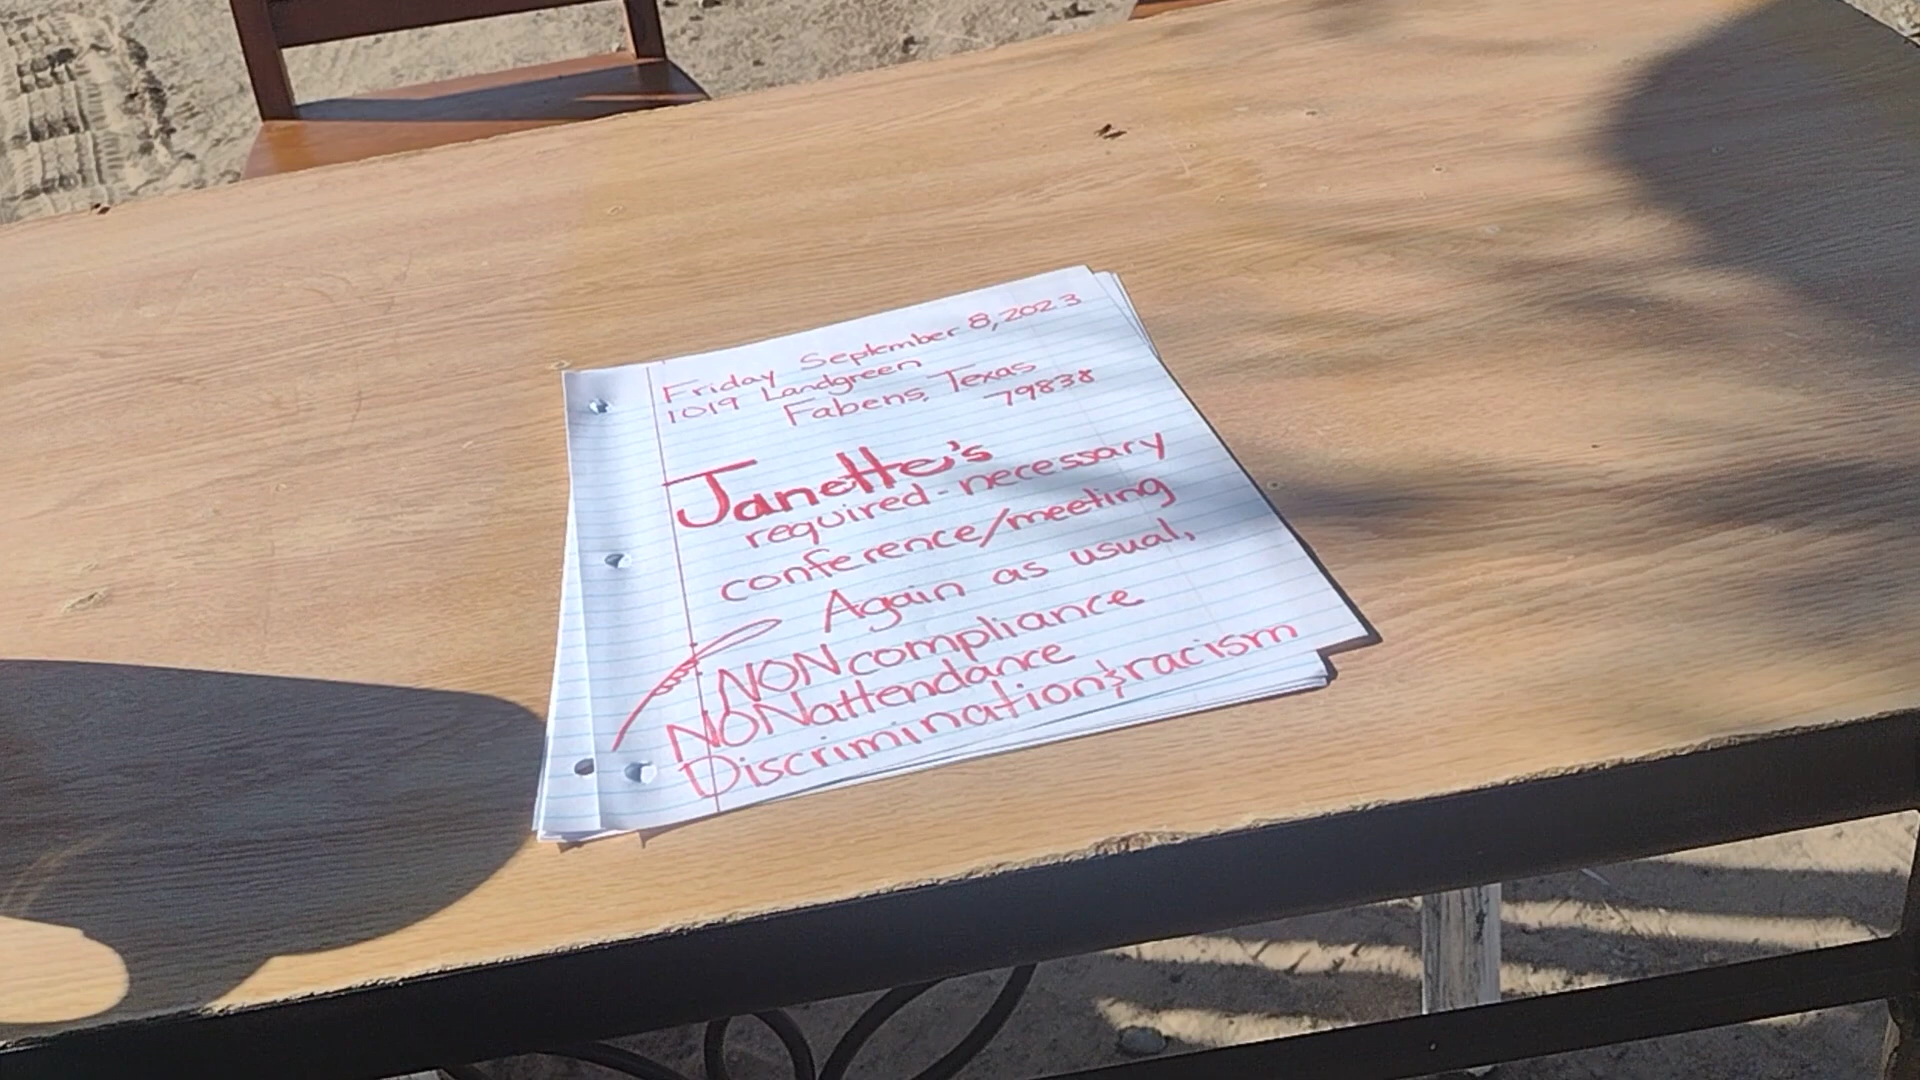 Friday September 8, 2023
1019 Landgreen
Fabens, Texas
79838
Janette's
required-necessary
conference/meeting
Again as usual,
NONcompliance
NONattendance
Discrimination & racism